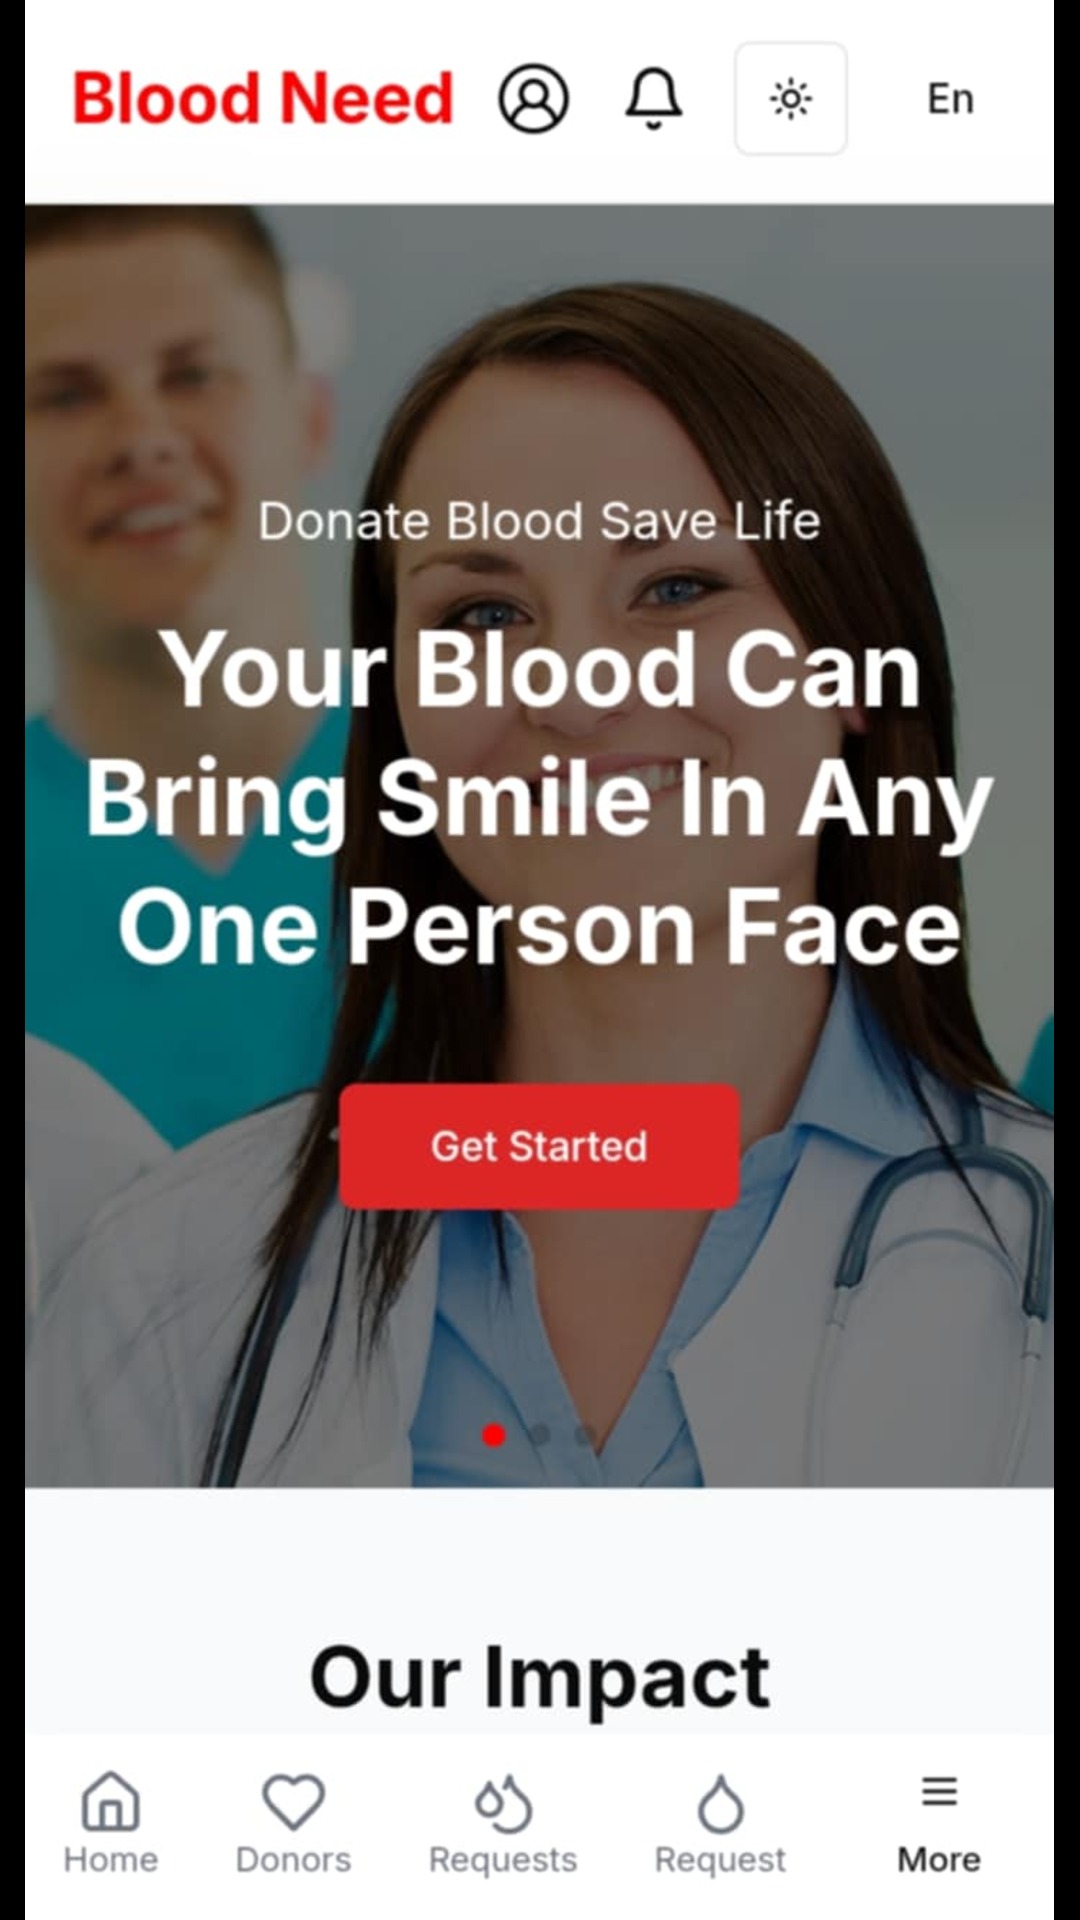 Blood Need
En
Donate Blood Save Life
Your Blood Can
Bring Smile In Any
One Person Face
Get Started
Our Impact
Home
Donors
Requests
Request
More